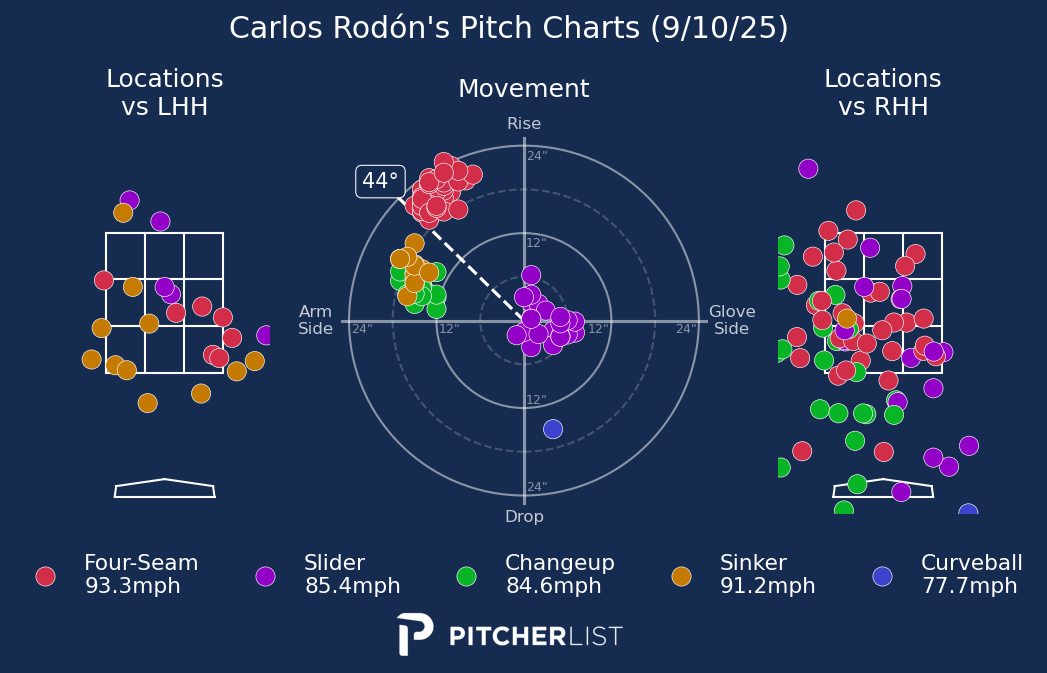 Carlos Rodón's Pitch Charts (9/10/25)
Locations
vs LHH
Movement
Locations
vs RHH
Rise
24"
44°
12"
Arm
Side
24"
12"
12"
24"
Glove
Side
12"
24"
Drop
Four-Seam
93.3mph
Slider
85.4mph
Changeup
84.6mph
Sinker
91.2mph
Curveball
77.7mph
PITCHERLIST